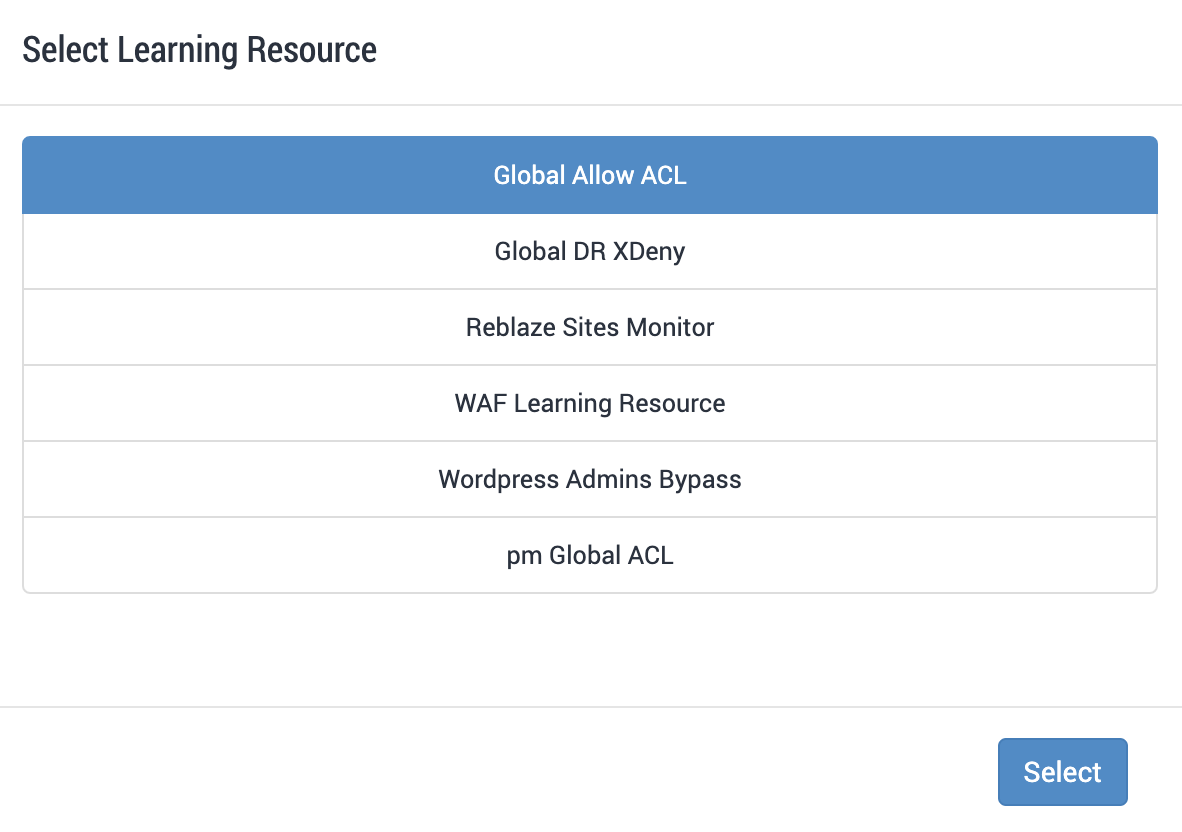 Select Learning Resource
Global Allow ACL
Global DR XDeny
Reblaze Sites Monitor
WAF Learning Resource
Wordpress Admins Bypass
pm Global ACL
Select